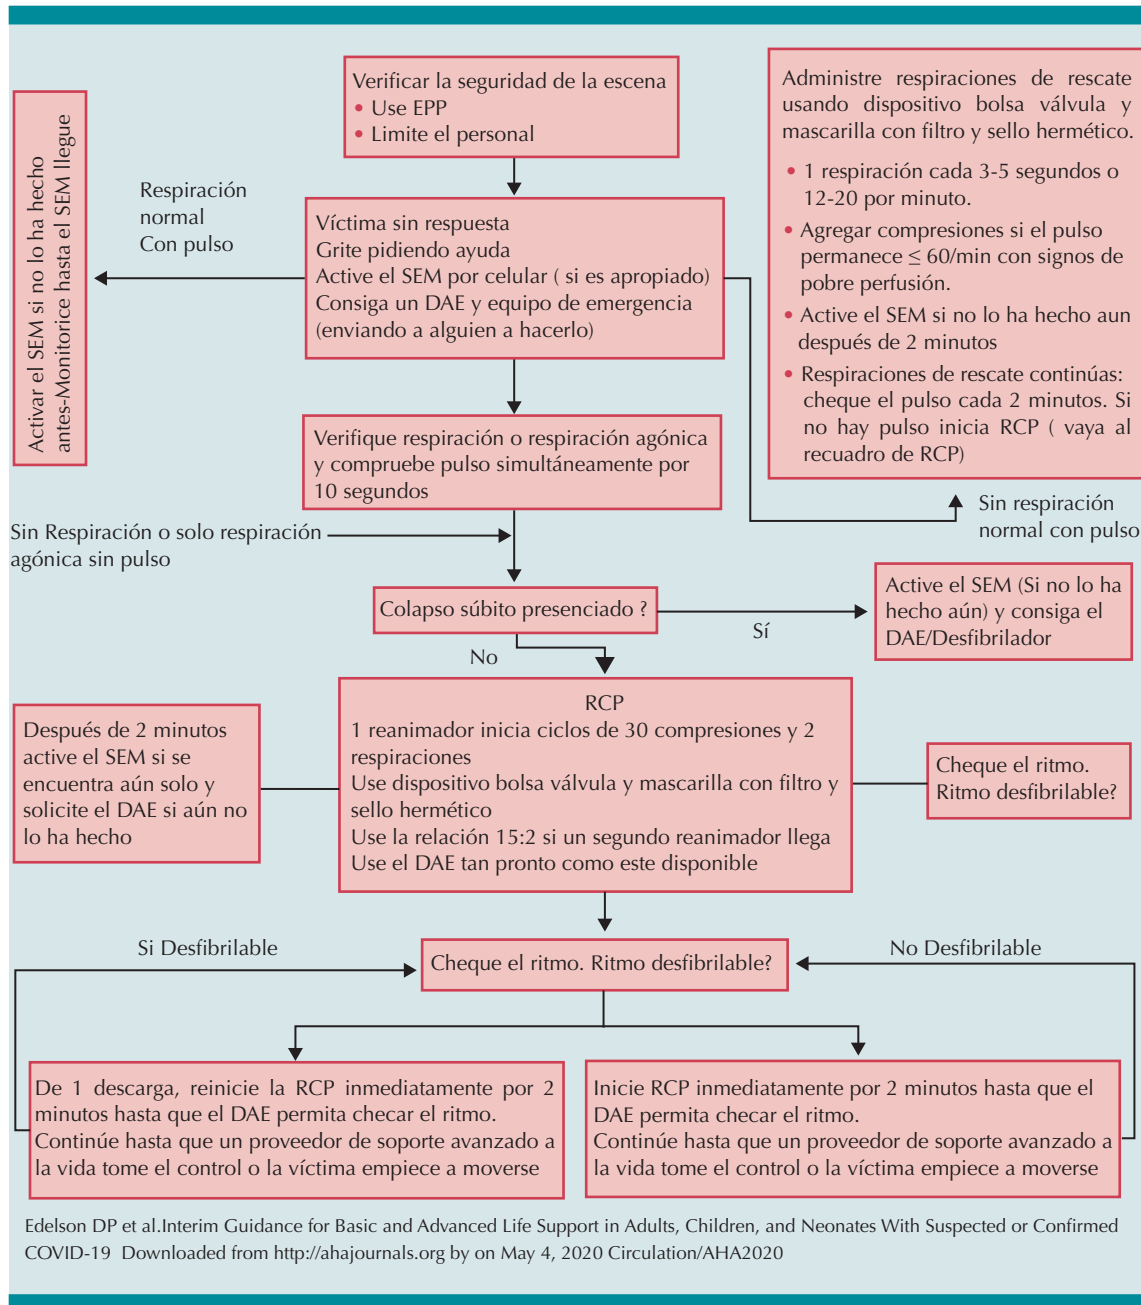 Verificar la seguridad de la escena
• Use EPP
• Limite el personal
Activar el SEM si no lo ha hecho
antes-Monitorice hasta el SEM llegue
Respiración
normal
Con pulso
Víctima sin respuesta
Grite pidiendo ayuda
Active el SEM por celular ( si es apropiado)
Consiga un DAE y equipo de emergencia
(enviando a alguien a hacerlo)
Administre respiraciones de rescate
usando dispositivo bolsa válvula y
mascarilla con filtro y sello hermético.
• 1 respiración cada 3-5 segundos o
12-20 por minuto.
• Agregar compresiones si el pulso
permanece ≤ 60/min con signos de
pobre perfusión.
• Active el SEM si no lo ha hecho aun
después de 2 minutos
• Respiraciones de rescate continúas:
cheque el pulso cada 2 minutos. Si
no hay pulso inicia RCP ( vaya al
recuadro de RCP)
Verifique respiración o respiración agónica
y compruebe pulso simultáneamente por
10 segundos
Sin respiración
normal con pulso
Sin Respiración o solo respiración
agónica sin pulso
Colapso súbito presenciado ?
Sí
Active el SEM (Si no lo ha
hecho aún) y consiga el
DAE/Desfibrilador
No
RCP
1 reanimador inicia ciclos de 30 compresiones y 2
respiraciones
Use dispositivo bolsa válvula y mascarilla con filtro y
sello hermético
Use la relación 15:2 si un segundo reanimador llega
Use el DAE tan pronto como este disponible
Después de 2 minutos
active el SEM si se
encuentra aún solo y
solicite el DAE si aún no
lo ha hecho
Cheque el ritmo.
Ritmo desfibrilable?
Si Desfibrilable
Cheque el ritmo. Ritmo desfibrilable?
No Desfibrilable
De 1 descarga, reinicie la RCP inmediatamente por 2
minutos hasta que el DAE permita checar el ritmo.
Continúe hasta que un proveedor de soporte avanzado a
la vida tome el control o la víctima empiece a moverse
Inicie RCP inmediatamente por 2 minutos hasta que el
DAE permita checar el ritmo.
Continúe hasta que un proveedor de soporte avanzado a
la vida tome el control o la víctima empiece a moverse
Edelson DP et al.Interim Guidance for Basic and Advanced Life Support in Adults, Children, and Neonates With Suspected or Confirmed
COVID-19 Downloaded from http://ahajournals.org by on May 4, 2020 Circulation/AHA2020